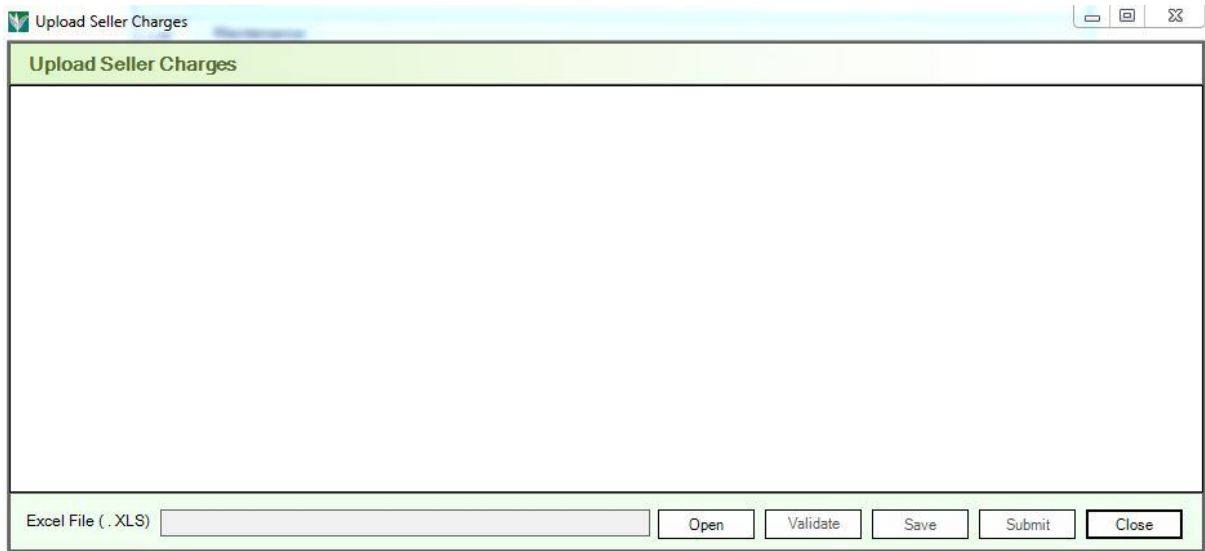 Upload Seller Charges
Upload Seller Charges
Excel File ( . XLS)
Open
Validate
Save
Submit
Close